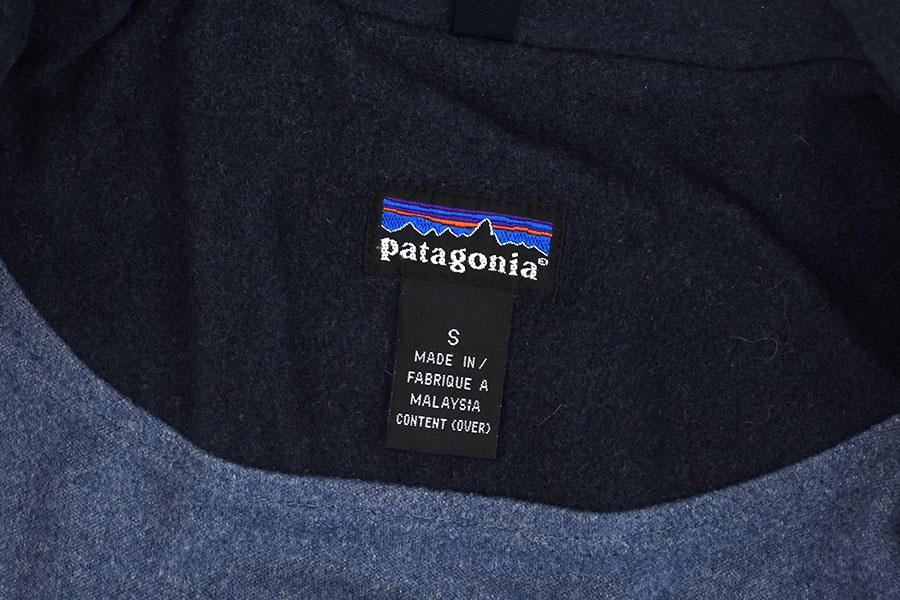 patagonia®
S
MADE IN/
FABRIQUE A
MALAYSIA
CONTENT (OVER)